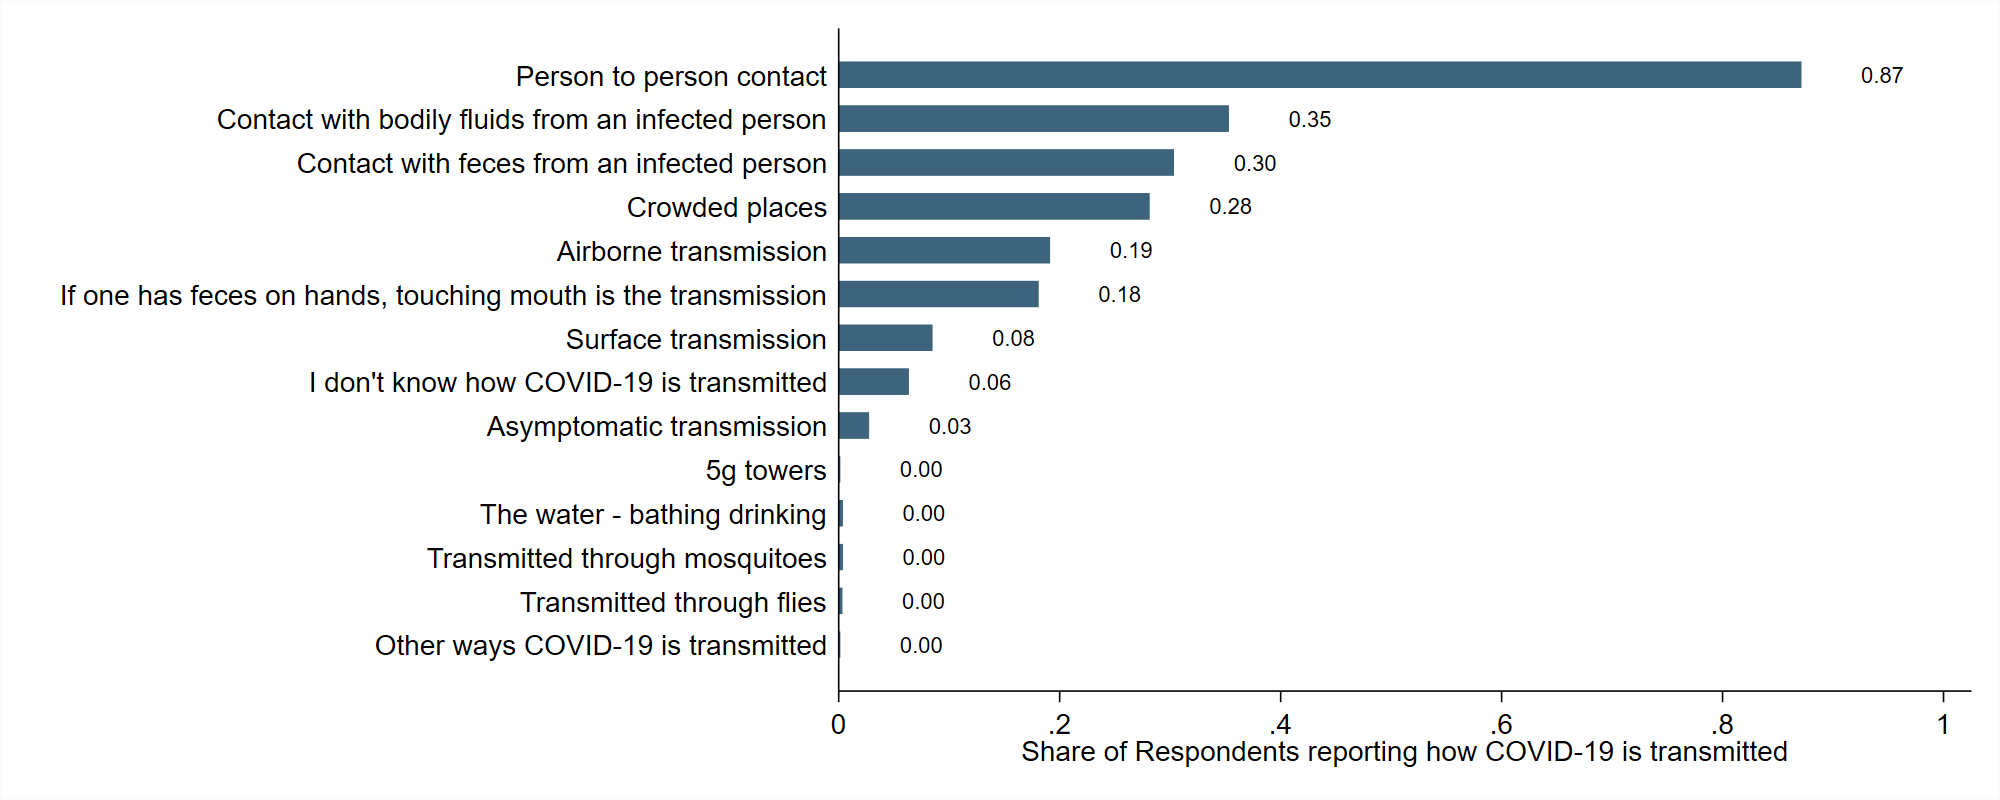 Person to person contact 0.87
Contact with bodily fluids from an infected person 0.35
Contact with feces from an infected person 0.30
Crowded places 0.28
Airborne transmission 0.19
If one has feces on hands, touching mouth is the transmission 0.18
Surface transmission 0.08
I don't know how COVID-19 is transmitted 0.06
Asymptomatic transmission 0.03
5g towers 0.00
The water - bathing drinking 0.00
Transmitted through mosquitoes 0.00
Transmitted through flies 0.00
Other ways COVID-19 is transmitted 0.00
0 .2 .4 .6 .8 1
Share of Respondents reporting how COVID-19 is transmitted